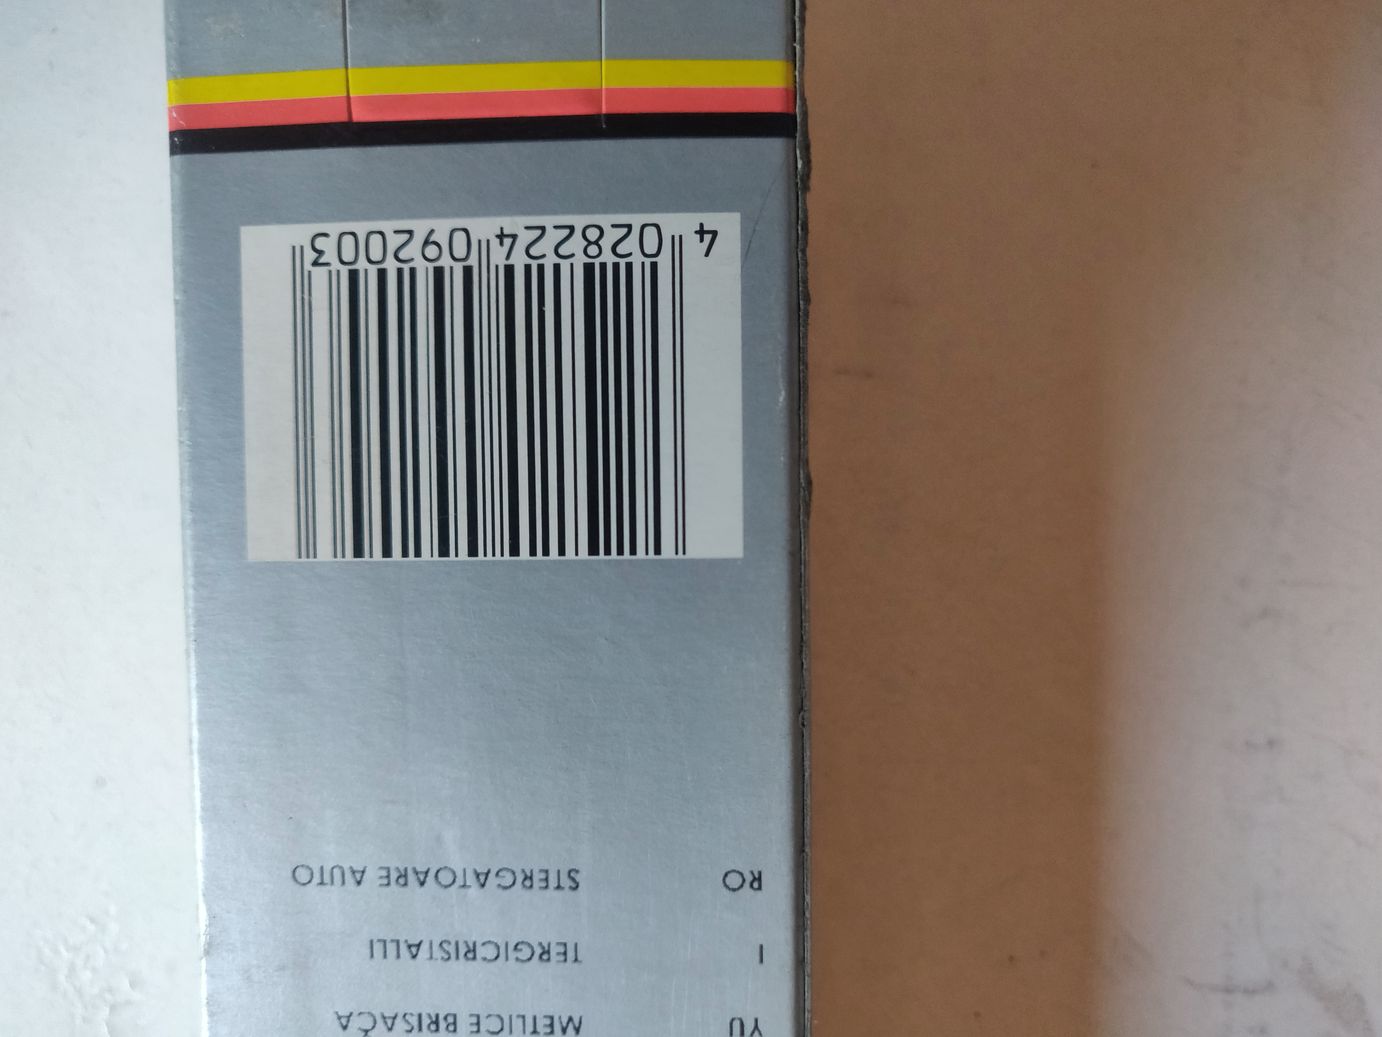 YU METLICE BRISAČA
I TERGICRISTALLI
RO STERGATOARE AUTO
4 028224 092003